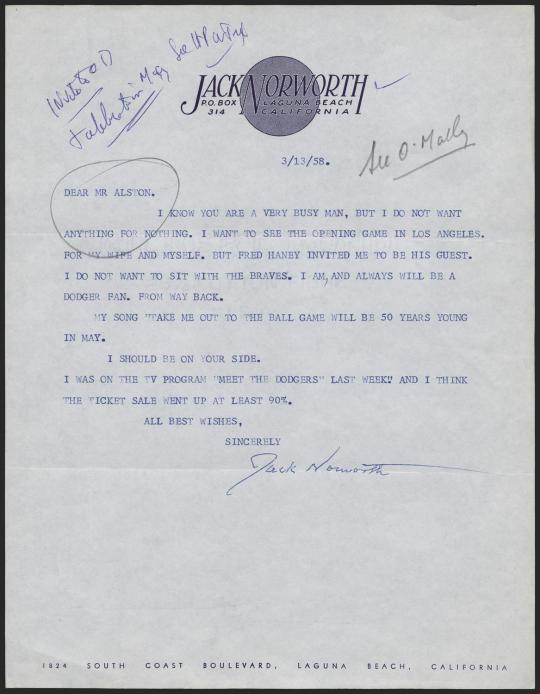 JACK NORWORTH
P.O. BOX LAGUNA BEACH
314 CALIFORNIA
3/13/58.
See O'Mally
DEAR MR ALSTON.
I KNOW YOU ARE A VERY BUSY MAN, BUT I DO NOT WANT
ANYTHING FOR NOTHING. I WANT TO SEE THE OPENING GAME IN LOS ANGELES.
FOR MY WIFE AND MYSELF. BUT FRED HANEY INVITED ME TO BE HIS GUEST.
I DO NOT WANT TO SIT WITH THE BRAVES. I AM, AND ALWAYS WILL BE A
DODGER FAN. FROM WAY BACK.
MY SONG "TAKE ME OUT TO THE BALL GAME WILL BE 50 YEARS YOUNG
IN MAY.
I SHOULD BE ON YOUR SIDE.
I WAS ON THE TV PROGRAM "MEET THE DODGERS" LAST WEEK!' AND I THINK
THE TICKET SALE WENT UP AT LEAST 90%.
ALL BEST WISHES,
SINCERELY
Jack Norworth
1824 SOUTH COAST BOULEVARD, LAGUNA BEACH, CALIFORNIA